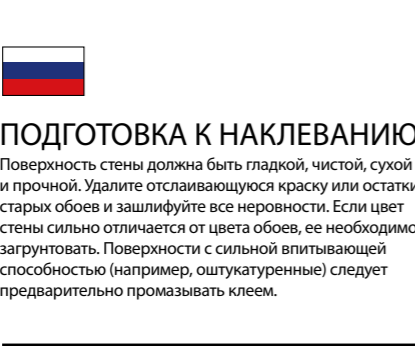 ПОДГОТОВКА К НАКЛЕВАНИЮ
Поверхность стены должна быть гладкой, чистой, сухой
и прочной. Удалите отслаивающуюся краску или остатки
старых обоев и зашлифуйте все неровности. Если цвет
стены сильно отличается от цвета обоев, ее необходимо
загрунтовать. Поверхности с сильной впитывающей
способностью (например, оштукатуренные) следует
предварительно промазывать клеем.